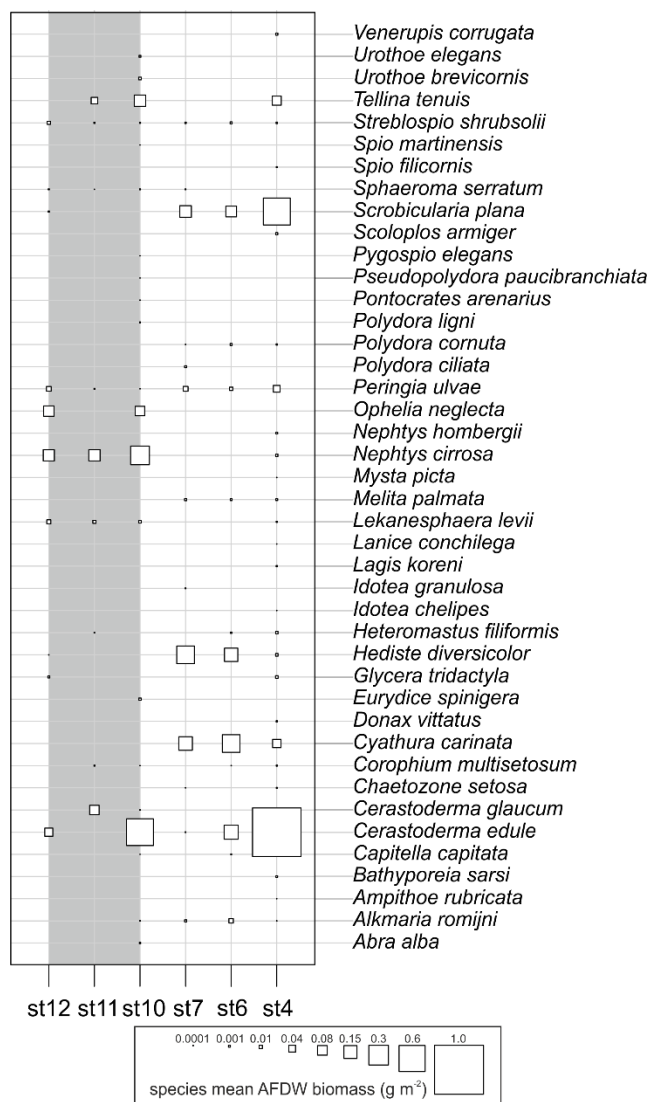 Venerupis corrugata
Urothoe elegans
Urothoe brevicornis
Tellina tenuis
Streblospio shrubsolii
Spio martinensis
Spio filicornis
Sphaeroma serratum
Scrobicularia plana
Scoloplos armiger
Pygospio elegans
Pseudopolydora paucibranchiata
Pontocrates arenarius
Polydora ligni
Polydora cornuta
Polydora ciliata
Peringia ulvae
Ophelia neglecta
Nephtys hombergii
Nephtys cirrosa
Mysta picta
Melita palmata
Lekanesphaera levii
Lanice conchilega
Lagis koreni
Idotea granulosa
Idotea chelipes
Heteromastus filiformis
Hediste diversicolor
Glycera tridactyla
Eurydice spinigera
Donax vittatus
Cyathura carinata
Corophium multisetosum
Chaetozone setosa
Cerastoderma glaucum
Cerastoderma edule
Capitella capitata
Bathyporeia sarsi
Ampithoe rubricata
Alkmaria romijni
Abra alba
st12 st11 st10 st7 st6 st4
0.0001 0.001 0.01 0.04 0.08 0.15 0.3 0.6 1.0
species mean AFDW biomass (g m⁻²)